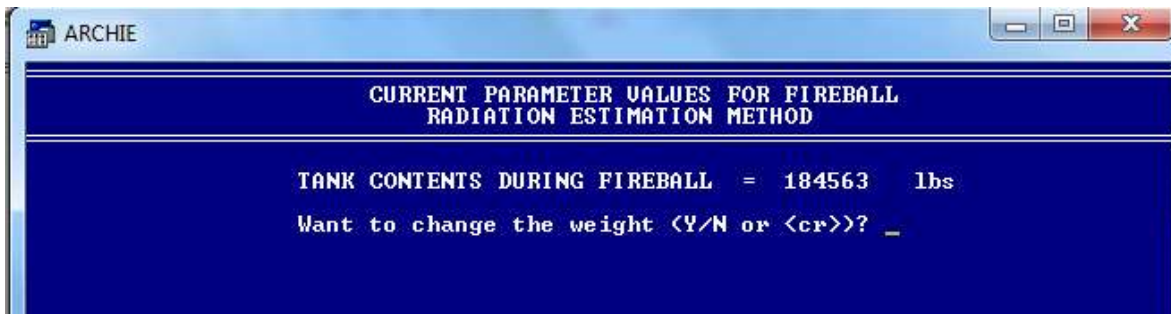 ARCHIE
CURRENT PARAMETER VALUES FOR FIREBALL
RADIATION ESTIMATION METHOD
TANK CONTENTS DURING FIREBALL = 184563 lbs
Want to change the weight (Y/N or <cr>)? _